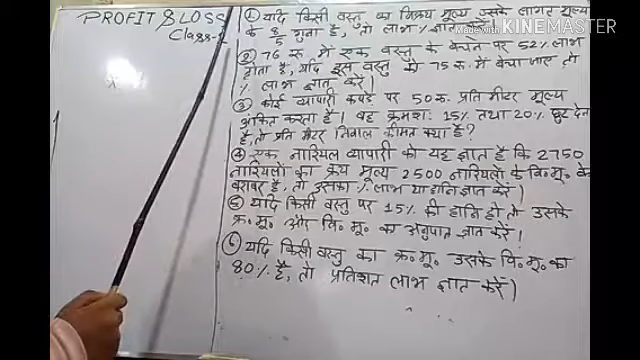 PROFIT & LOSS
Class-2
Made with
KINEMASTER
① यदि किसी वस्तु का विक्रय मूल्य उसके लागत मूल्य
के 8/5 गुना है, तो लाभ %
② 76 रु. में एक वस्तु के बेचने पर 52% लाभ
होता है, यदि इस वस्तु को 75 रु. में बेचा जाए तो
% लाभ ज्ञात करें।
③ कोई व्यापारी कपड़े पर 50 रु. प्रति मीटर मूल्य
अंकित करता है। वह क्रमशः 15% तथा 20% छूट देता
है, तो प्रति मीटर कीमत क्या है?
④ एक नारियल व्यापारी को यह ज्ञात है कि 2750
नारियलों का क्रय मूल्य 2500 नारियलों के वि. मू. के
बराबर है, तो उसका % लाभ या हानि ज्ञात करें।
⑤ यदि किसी वस्तु पर 15% की हानि हो तो उसके
क्र. मू. और वि. मू. का अनुपात ज्ञात करें।
⑥ यदि किसी वस्तु का क्र. मू. उसके वि. मू. का
80% है, तो प्रतिशत लाभ ज्ञात करें।